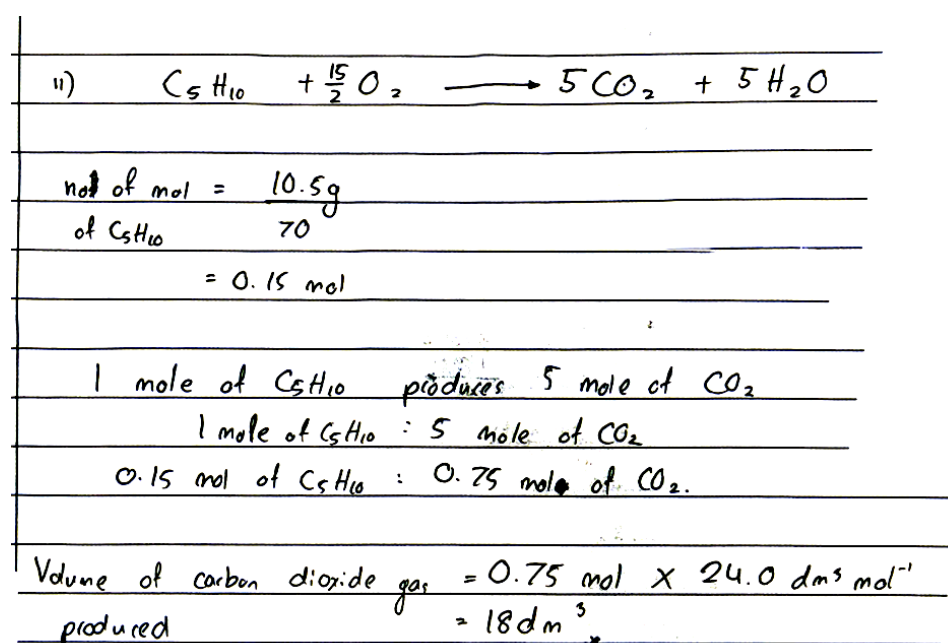 11) C₅H₁₀ + 15/2 O₂ → 5CO₂ + 5H₂O
no of mol = 10.5g
of C₅H₁₀ 70
= 0.15 mol
1 mole of C₅H₁₀ produces 5 mole of CO₂
1 mole of C₅H₁₀ : 5 mole of CO₂
0.15 mol of C₅H₁₀ : 0.75 mol of CO₂.
Volume of carbon dioxide gas = 0.75 mol × 24.0 dm³ mol⁻¹
produced = 18dm³